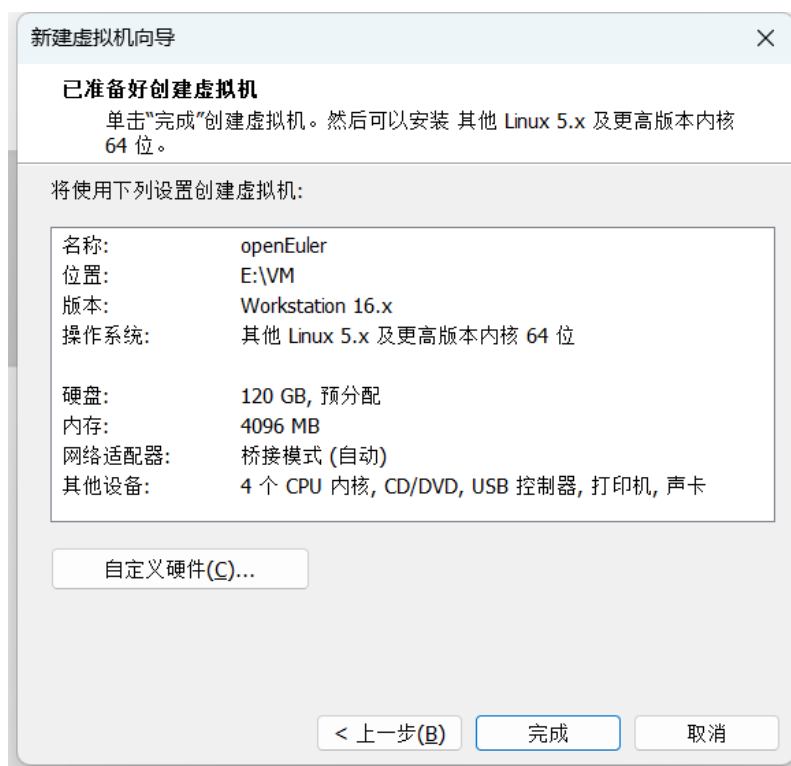 新建虚拟机向导
已准备好创建虚拟机
单击“完成”创建虚拟机。然后可以安装 其他 Linux 5.x 及更高版本内核
64 位。
将使用下列设置创建虚拟机:
名称: openEuler
位置: E:\VM
版本: Workstation 16.x
操作系统: 其他 Linux 5.x 及更高版本内核 64 位
硬盘: 120 GB, 预分配
内存: 4096 MB
网络适配器: 桥接模式 (自动)
其他设备: 4 个 CPU 内核, CD/DVD, USB 控制器, 打印机, 声卡
自定义硬件(C)...
< 上一步(B) 完成 取消